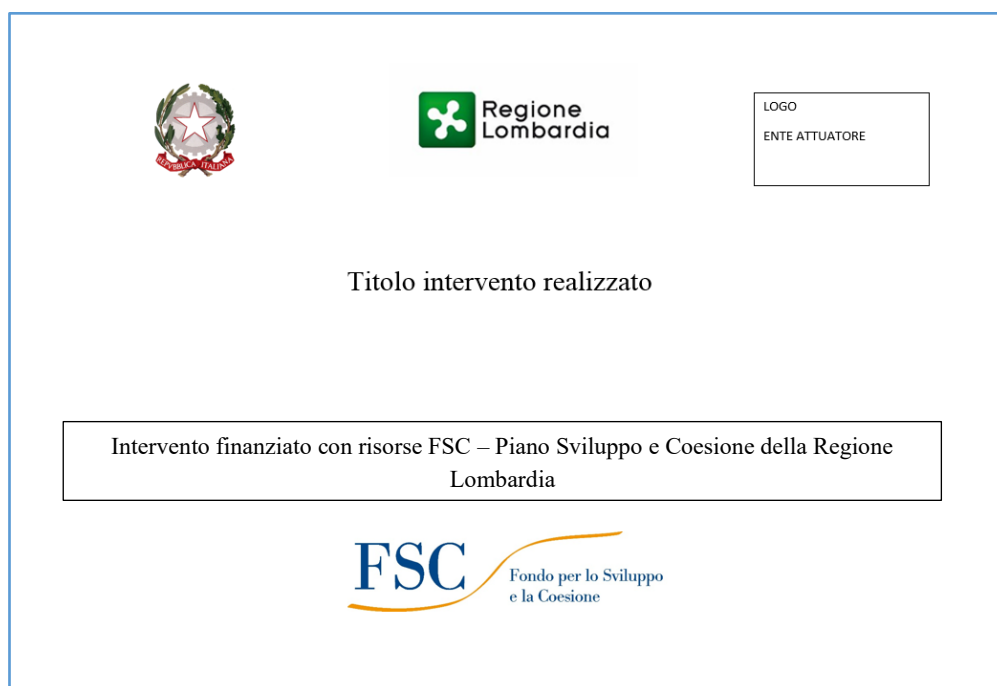 REPVBBLICA ITALIANA
Regione
Lombardia
LOGO
ENTE ATTUATORE
Titolo intervento realizzato
Intervento finanziato con risorse FSC – Piano Sviluppo e Coesione della Regione
Lombardia
FSC
Fondo per lo Sviluppo
e la Coesione